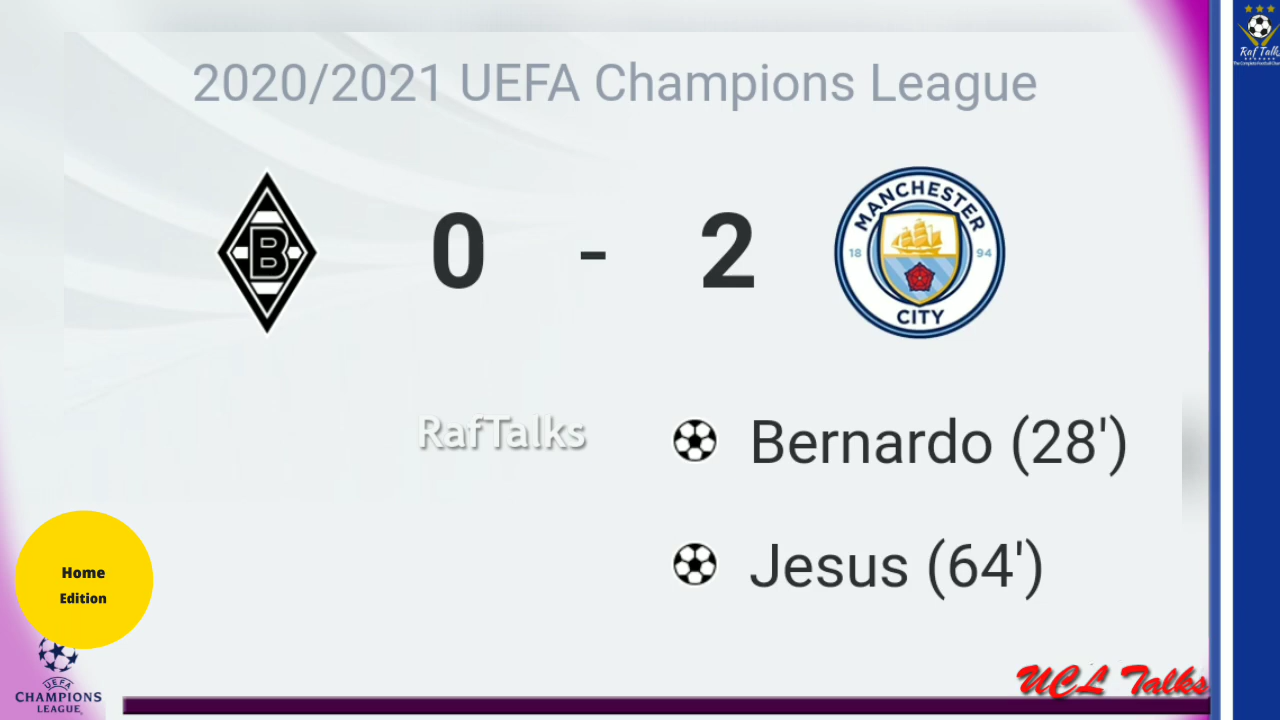 2020/2021 UEFA Champions League
B
0 - 2
MANCHESTER
18 94
CITY
RafTalks
Bernardo (28')
Jesus (64')
Home
Edition
UEFA
CHAMPIONS
LEAGUE
UCL Talks
Raf Talk